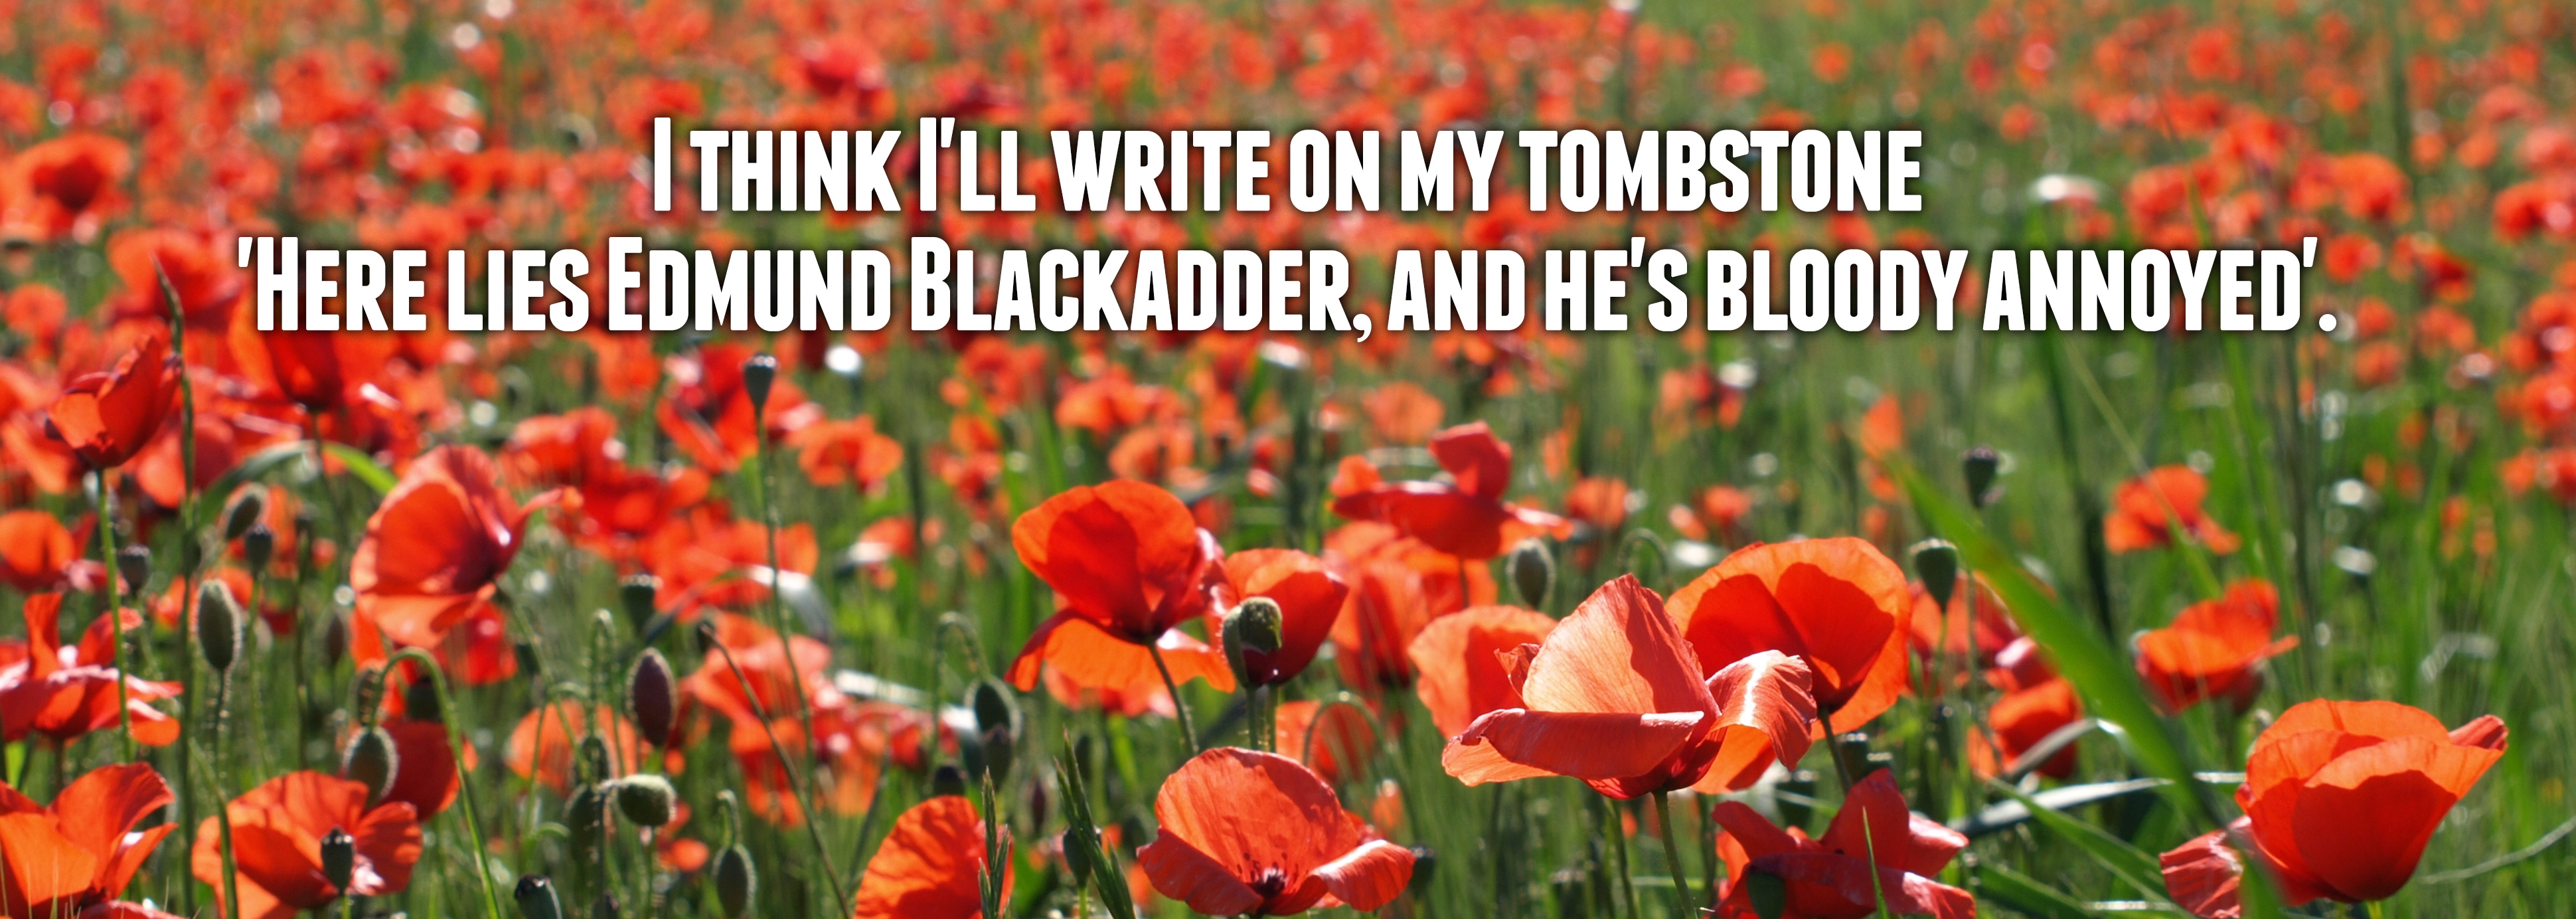 I think I'll write on my tombstone
'Here lies Edmund Blackadder, and he's bloody annoyed'.